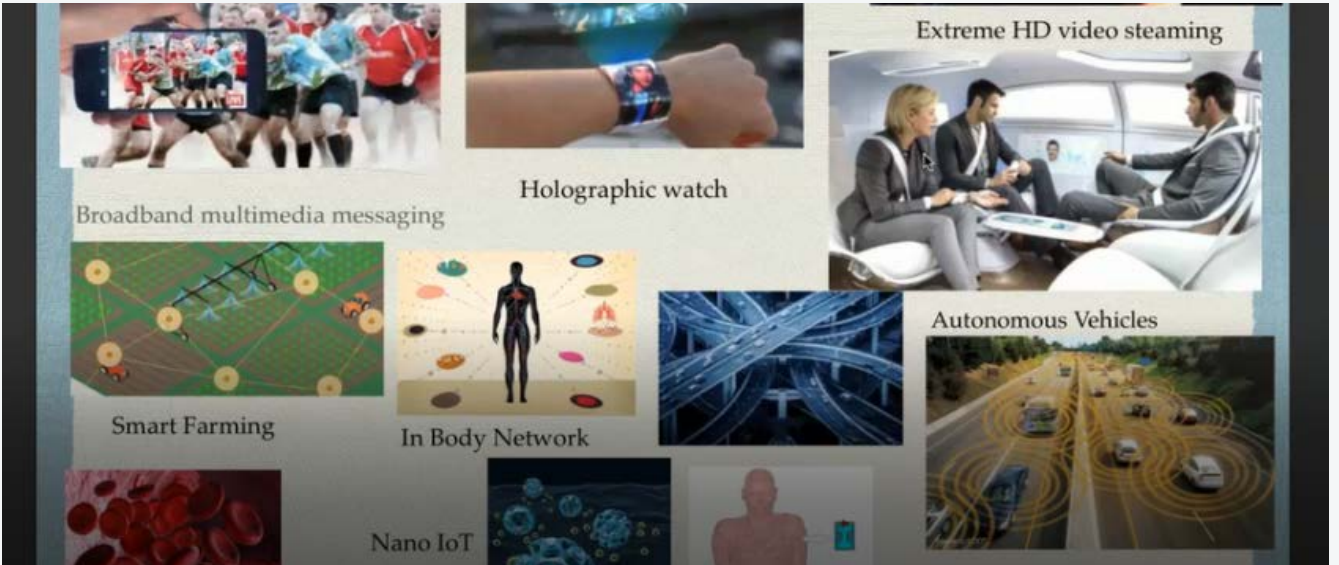 Extreme HD video steaming
Holographic watch
Broadband multimedia messaging
Autonomous Vehicles
Smart Farming
In Body Network
Nano IoT